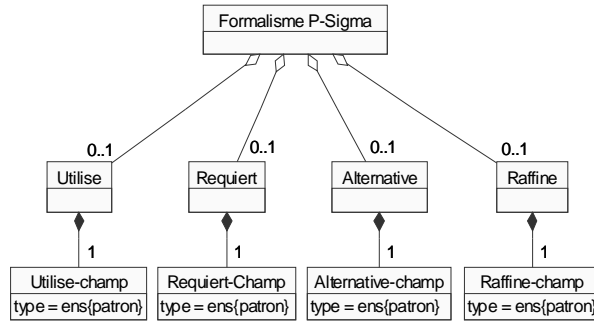 Formalisme P-Sigma
0..1 0..1 0..1 0..1
Utilise Requiert Alternative Raffine
1 1 1 1
Utilise-champ Requiert-Champ Alternative-champ Raffine-champ
type = ens{patron} type = ens{patron} type = ens{patron} type = ens{patron}